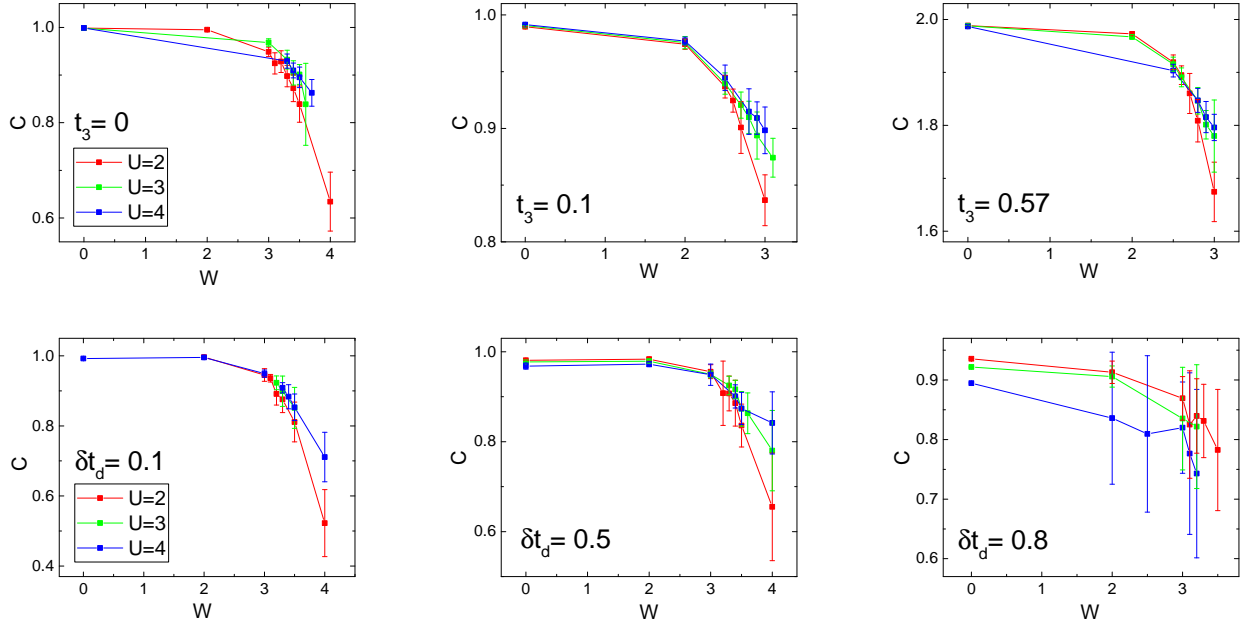 1.0
0.8
0.6
C
t₃= 0
U=2
U=3
U=4
0 1 2 3 4
W
1.0
0.9
0.8
C
t₃= 0.1
0 1 2 3
W
2.0
1.8
1.6
C
t₃= 0.57
0 1 2 3
W
1.0
0.8
0.6
0.4
C
δt_d= 0.1
U=2
U=3
U=4
0 1 2 3 4
W
1.0
0.8
0.6
C
δt_d= 0.5
0 1 2 3 4
W
0.9
0.8
0.7
0.6
C
δt_d= 0.8
0 1 2 3
W